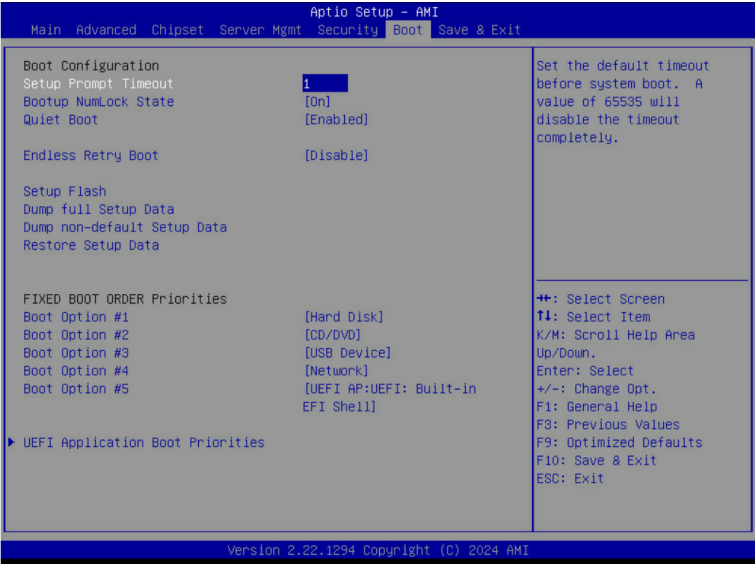 Aptio Setup – AMI
Main Advanced Chipset Server Mgmt Security Boot Save & Exit
Boot Configuration
Setup Prompt Timeout 1
Bootup NumLock State [On]
Quiet Boot [Enabled]
Endless Retry Boot [Disable]
Setup Flash
Dump full Setup Data
Dump non-default Setup Data
Restore Setup Data
FIXED BOOT ORDER Priorities
Boot Option #1 [Hard Disk]
Boot Option #2 [CD/DVD]
Boot Option #3 [USB Device]
Boot Option #4 [Network]
Boot Option #5 [UEFI AP:UEFI: Built-in
EFI Shell]
UEFI Application Boot Priorities
Set the default timeout
before system boot. A
value of 65535 will
disable the timeout
completely.
→←: Select Screen
↑↓: Select Item
K/M: Scroll Help Area
Up/Down.
Enter: Select
+/-: Change Opt.
F1: General Help
F3: Previous Values
F9: Optimized Defaults
F10: Save & Exit
ESC: Exit
Version 2.22.1294 Copyright (C) 2024 AMI